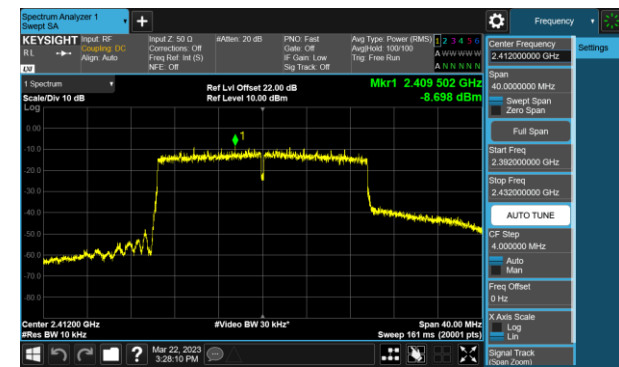 Spectrum Analyzer 1
Swept SA
Frequency
Settings
KEYSIGHT
RL
LXI
Input: RF
Coupling: DC
Align: Auto
Input Z: 50 Ω
Corrections: Off
Freq Ref: Int (S)
NFE: Off
#Atten: 20 dB
PNO: Fast
Gate: Off
IF Gain: Low
Sig Track: Off
Avg Type: Power (RMS)
Avg|Hold: 100/100
Trig: Free Run
1 2 3 4 5 6
A W W W W W
A N N N N N
1 Spectrum
Scale/Div 10 dB
Log
Ref Lvl Offset 22.00 dB
Ref Level 10.00 dBm
Mkr1 2.409 502 GHz
-8.698 dBm
1
0.00
-10.0
-20.0
-30.0
-40.0
-50.0
-60.0
-70.0
-80.0
Center 2.41200 GHz
#Res BW 10 kHz
#Video BW 30 kHz*
Span 40.00 MHz
Sweep 161 ms (20001 pts)
Mar 22, 2023
3:28:10 PM
Center Frequency
2.412000000 GHz
Span
40.0000000 MHz
Swept Span
Zero Span
Full Span
Start Freq
2.392000000 GHz
Stop Freq
2.432000000 GHz
AUTO TUNE
CF Step
4.000000 MHz
Auto
Man
Freq Offset
0 Hz
X Axis Scale
Log
Lin
Signal Track
(Span Zoom)